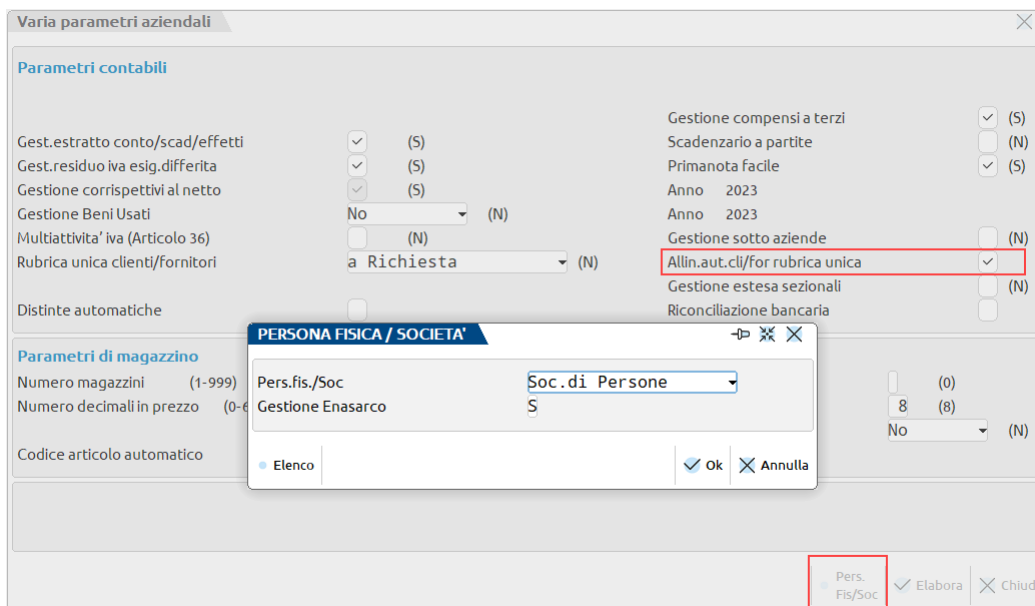 Varia parametri aziendali
Parametri contabili
Gestione compensi a terzi (S)
Gest.estratto conto/scad/effetti (S) Scadenzario a partite (N)
Gest.residuo iva esig.differita (S) Primanota facile (S)
Gestione corrispettivi al netto (S) Anno 2023
Gestione Beni Usati No (N) Anno 2023
Multiattivita' iva (Articolo 36) (N) Gestione sotto aziende (N)
Rubrica unica clienti/fornitori a Richiesta (N) Allin.aut.cli/for rubrica unica
Gestione estesa sezionali (N)
Distinte automatiche Riconciliazione bancaria
PERSONA FISICA / SOCIETA'
Parametri di magazzino
Numero magazzini (1-999) Pers.fis./Soc Soc.di Persone (0)
Numero decimali in prezzo (0-6 Gestione Enasarco S 8 (8)
No (N)
Codice articolo automatico Elenco Ok Annulla
Pers.
Fis/Soc Elabora Chiud